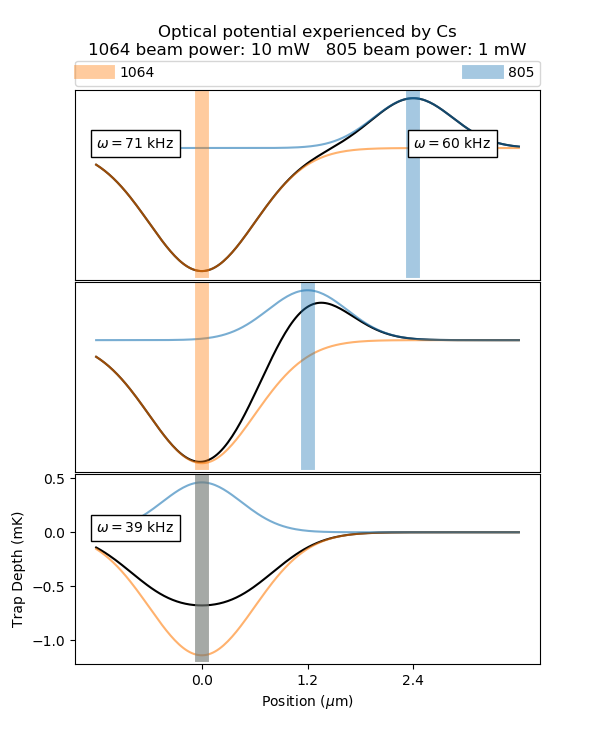 Optical potential experienced by Cs
1064 beam power: 10 mW   805 beam power: 1 mW
1064 805
ω = 71 kHz ω = 60 kHz
0.5
ω = 39 kHz
0.0
−0.5
−1.0
Trap Depth (mK)
0.0 1.2 2.4
Position (μm)